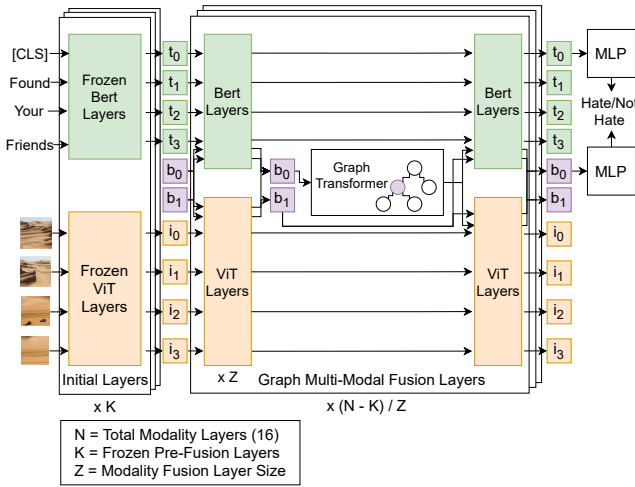 [CLS]
Found
Your
Friends
Frozen
Bert
Layers
t0
t1
t2
t3
b0
b1
Frozen
ViT
Layers
i0
i1
i2
i3
Initial Layers
x K
Bert
Layers
ViT
Layers
x Z
b0
b1
Graph
Transformer
Bert
Layers
ViT
Layers
Graph Multi-Modal Fusion Layers
x (N - K) / Z
t0
t1
t2
t3
b0
b1
i0
i1
i2
i3
MLP
Hate/Not
Hate
MLP
N = Total Modality Layers (16)
K = Frozen Pre-Fusion Layers
Z = Modality Fusion Layer Size